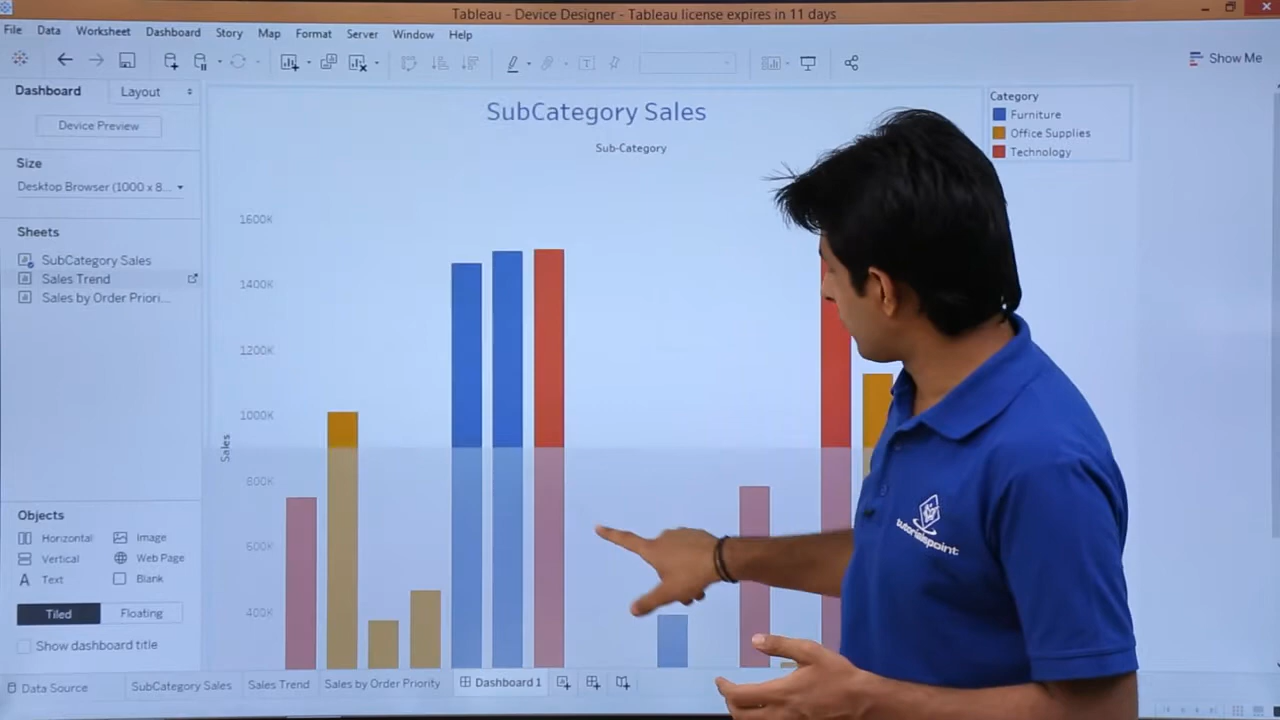 Tableau - Device Designer - Tableau license expires in 11 days
File Data Worksheet Dashboard Story Map Format Server Window Help
Show Me
Dashboard Layout
Device Preview
Size
Desktop Browser (1000 x 8...
Sheets
SubCategory Sales
Sales Trend
Sales by Order Priori...
Objects
Horizontal Image
Vertical Web Page
Text Blank
Tiled Floating
Show dashboard title
SubCategory Sales
Sub-Category
1600K
1400K
1200K
1000K
800K
600K
400K
Sales
Category
Furniture
Office Supplies
Technology
tutorialspoint
Data Source SubCategory Sales Sales Trend Sales by Order Priority Dashboard 1